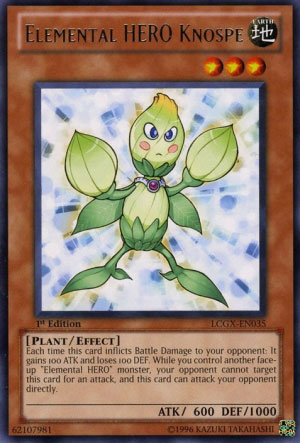 ELEMENTAL HERO KNOSPE
EARTH
地
1st Edition
LCGX-EN035
[PLANT/EFFECT]
Each time this card inflicts Battle Damage to your opponent: It
gains 100 ATK and loses 100 DEF. While you control another face-
up "Elemental HERO" monster, your opponent cannot target
this card for an attack, and this card can attack your opponent
directly.
ATK/ 600 DEF/1000
62107981
©1996 KAZUKI TAKAHASHI